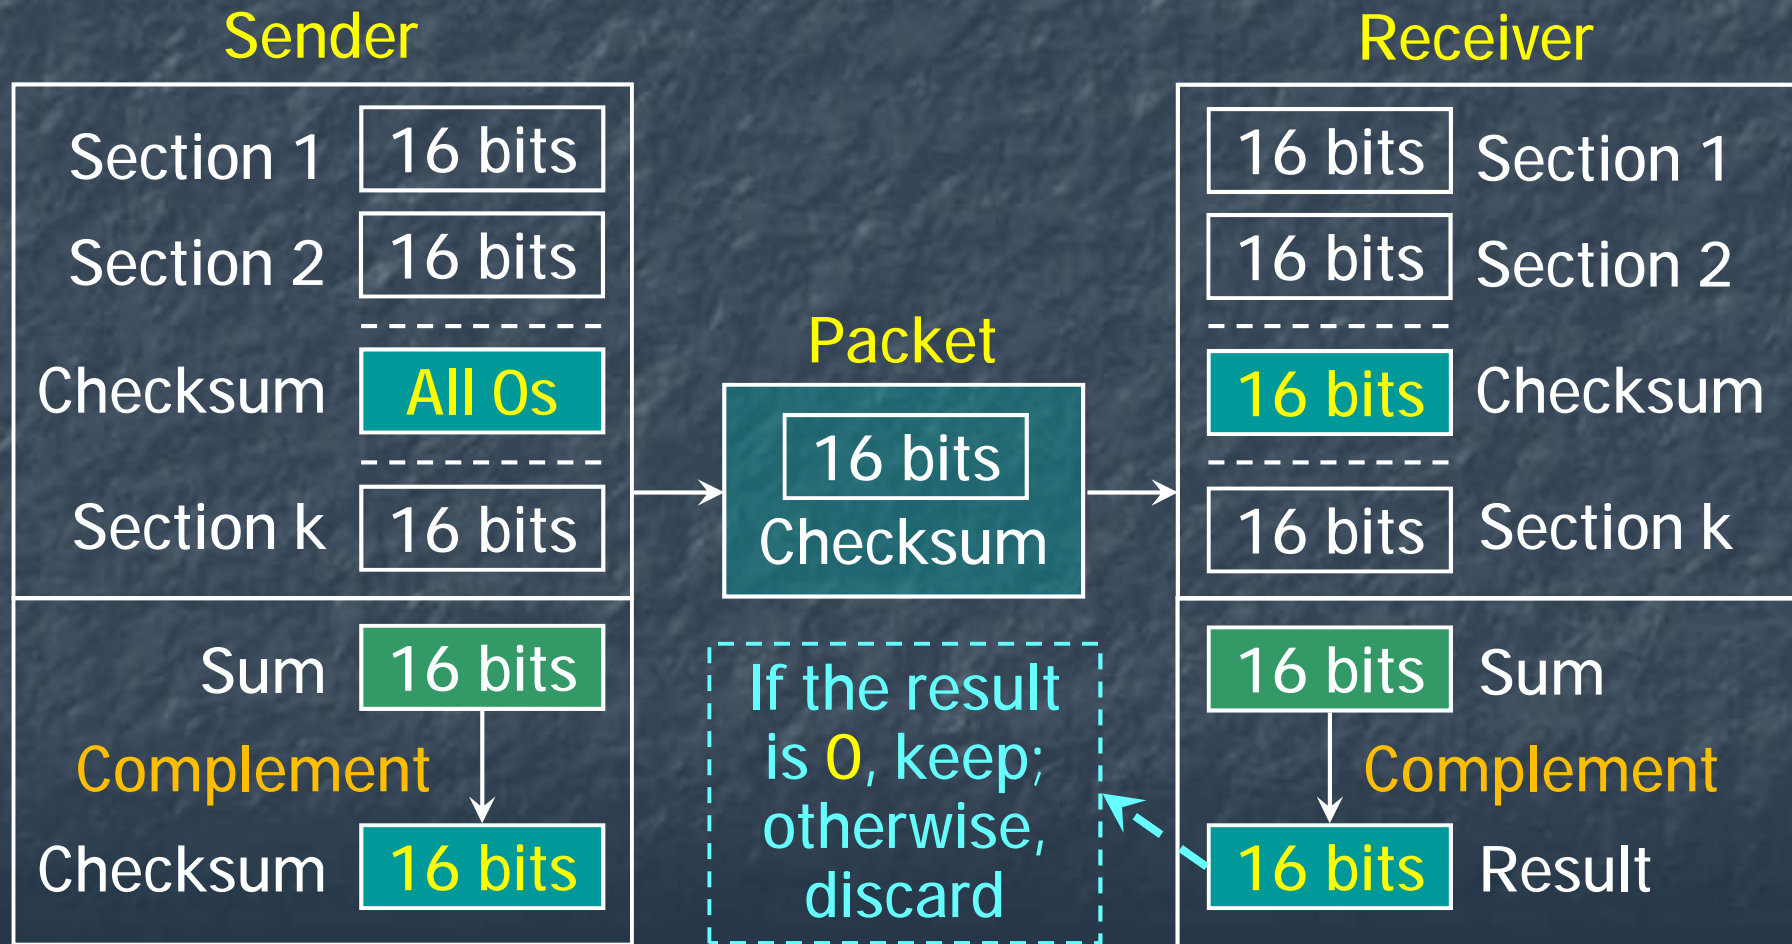 Sender
Section 1 16 bits
Section 2 16 bits
Checksum All 0s
Section k 16 bits
Sum 16 bits
Complement
Checksum 16 bits
Packet
16 bits
Checksum
If the result
is 0, keep;
otherwise,
discard
Receiver
16 bits Section 1
16 bits Section 2
16 bits Checksum
16 bits Section k
16 bits Sum
Complement
16 bits Result